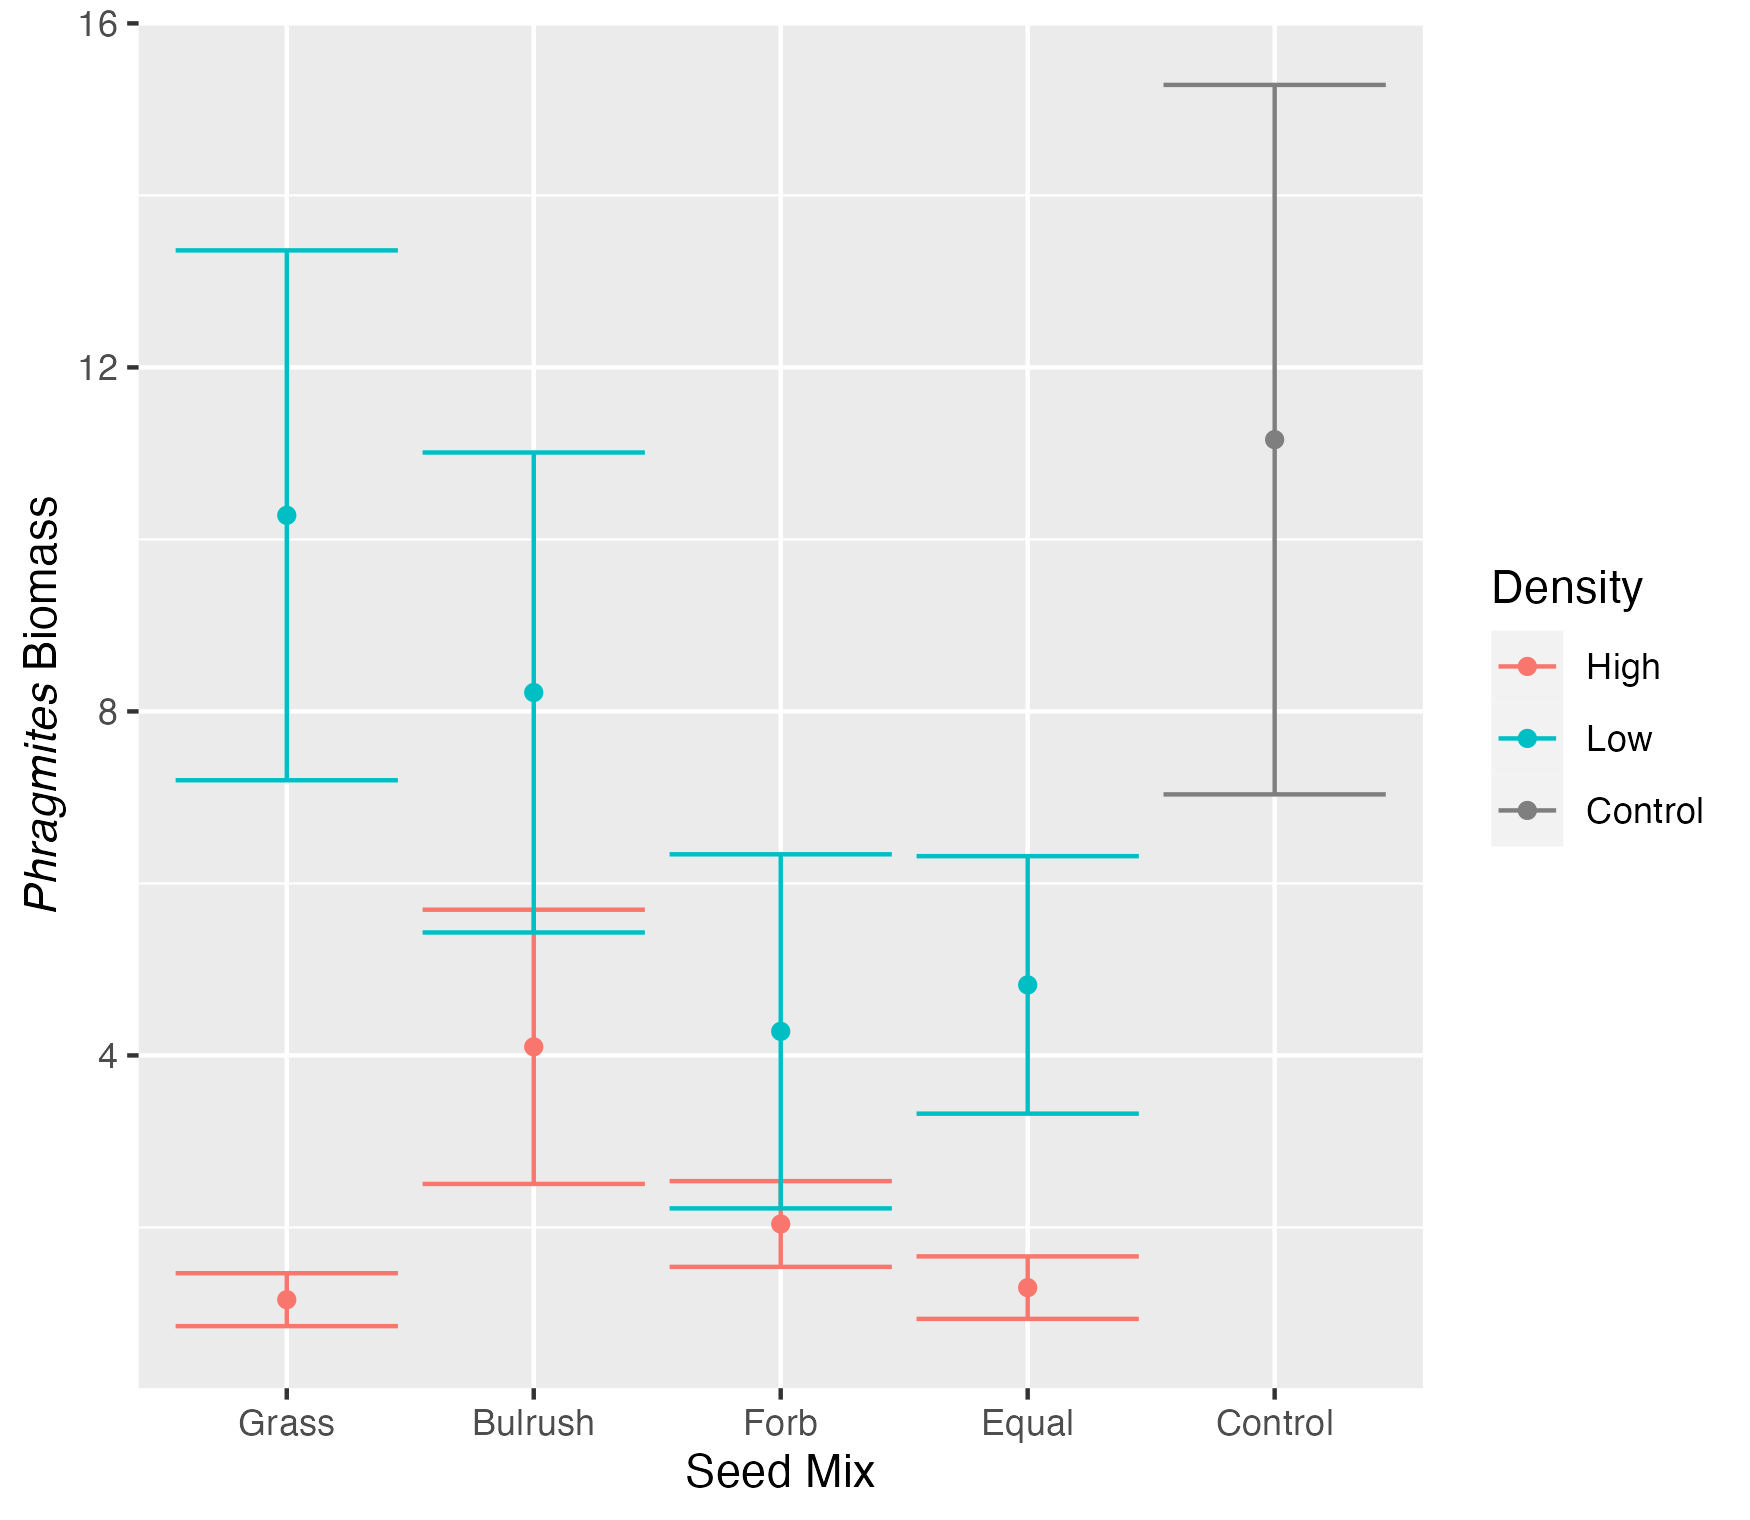 16
12
8
4
Phragmites Biomass
Grass Bulrush Forb Equal Control
Seed Mix
Density
High
Low
Control